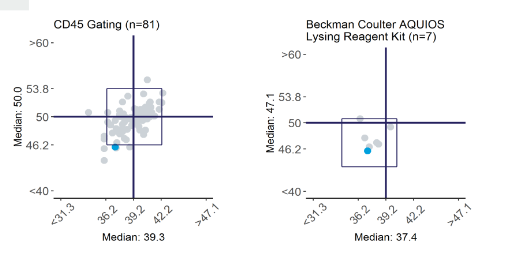 CD45 Gating (n=81)
>60
53.8
50
46.2
<40
Median: 50.0
<31.3
36.2
39.2
42.2
>47.1
Median: 39.3
Beckman Coulter AQUIOS
Lysing Reagent Kit (n=7)
>60
53.8
50
46.2
<40
Median: 47.1
<31.3
36.2
39.2
42.2
>47.1
Median: 37.4